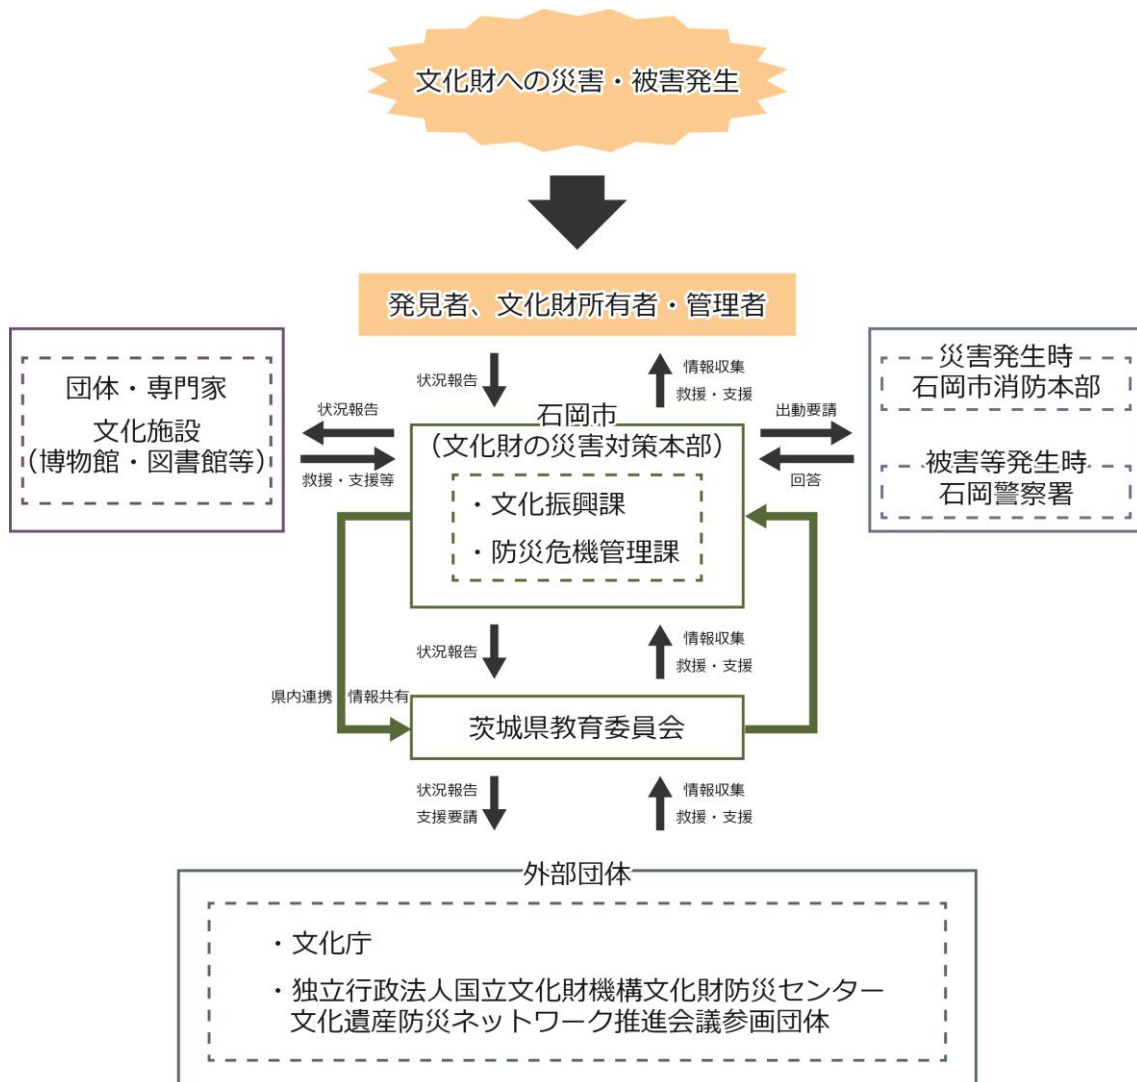 文化財への災害・被害発生
発見者、文化財所有者・管理者
状況報告
情報収集
救援・支援
団体・専門家
文化施設
（博物館・図書館等）
状況報告
救援・支援等
石岡市
（文化財の災害対策本部）
・文化振興課
・防災危機管理課
出動要請
回答
災害発生時
石岡市消防本部
被害等発生時
石岡警察署
状況報告
情報収集
救援・支援
県内連携
情報共有
茨城県教育委員会
状況報告
支援要請
情報収集
救援・支援
外部団体
・文化庁
・独立行政法人国立文化財機構文化財防災センター
文化遺産防災ネットワーク推進会議参画団体